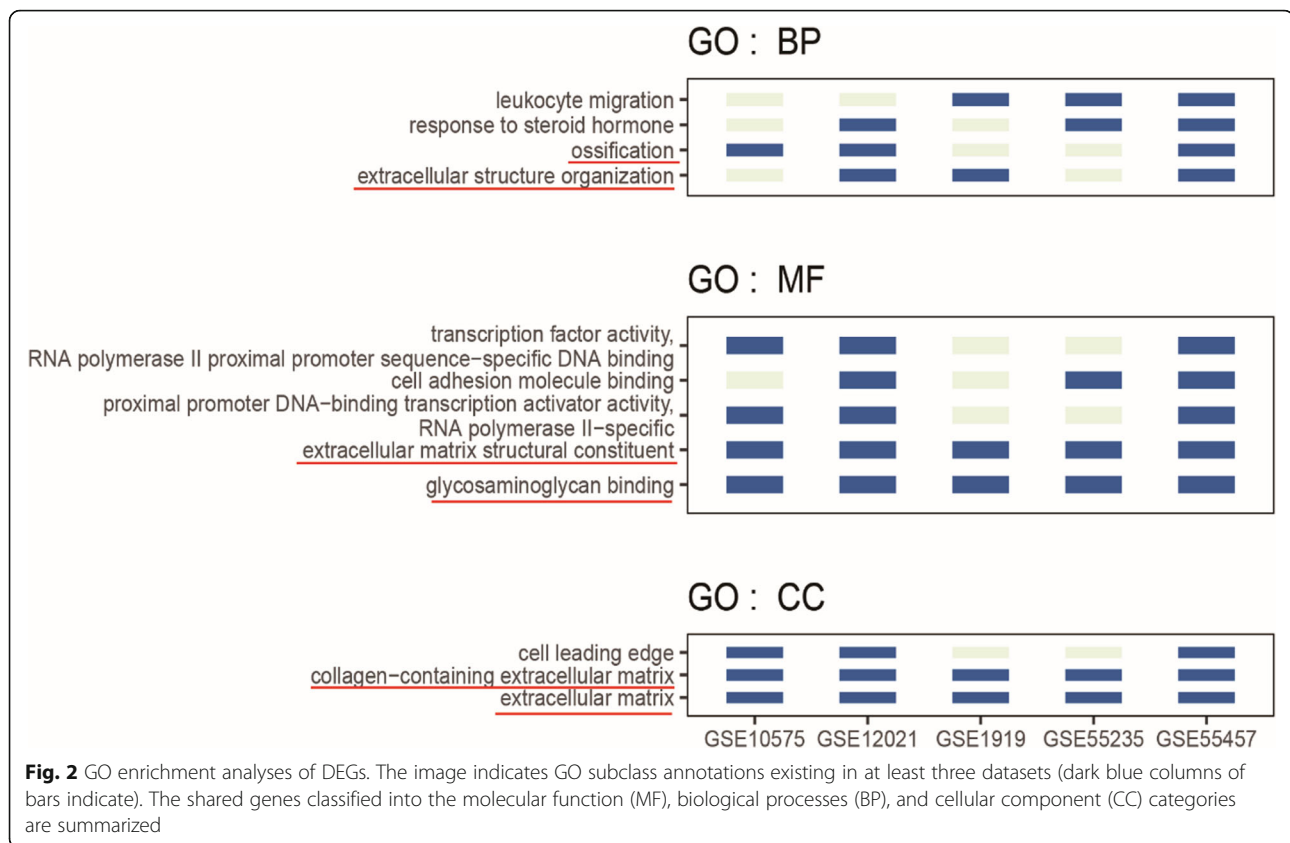 GO : BP
leukocyte migration
response to steroid hormone
ossification
extracellular structure organization
GO : MF
transcription factor activity,
RNA polymerase II proximal promoter sequence−specific DNA binding
cell adhesion molecule binding
proximal promoter DNA−binding transcription activator activity,
RNA polymerase II−specific
extracellular matrix structural constituent
glycosaminoglycan binding
GO : CC
cell leading edge
collagen−containing extracellular matrix
extracellular matrix
GSE10575 GSE12021 GSE1919 GSE55235 GSE55457
Fig. 2 GO enrichment analyses of DEGs. The image indicates GO subclass annotations existing in at least three datasets (dark blue columns of
bars indicate). The shared genes classified into the molecular function (MF), biological processes (BP), and cellular component (CC) categories
are summarized